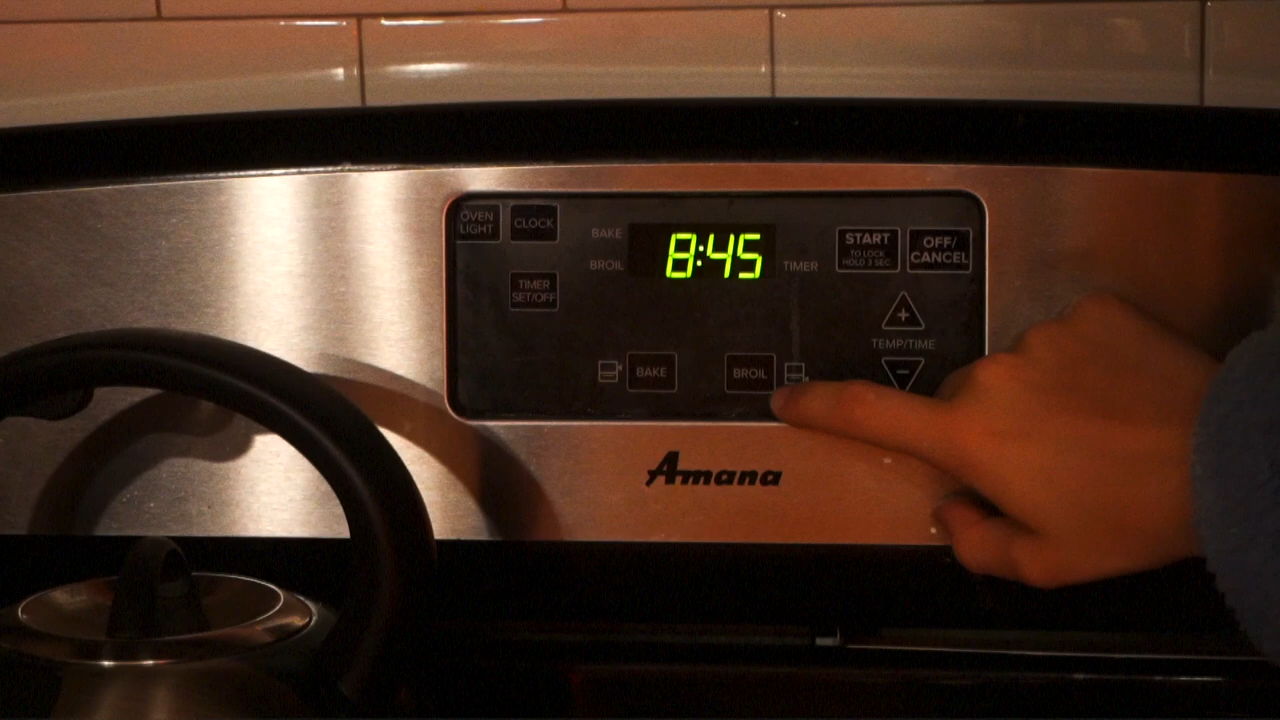 OVEN
LIGHT
CLOCK
BAKE
8:45
START
TO LOCK
HOLD 3 SEC
OFF/
CANCEL
BROIL
TIMER
TIMER
SET/OFF
+
TEMP/TIME
BAKE
BROIL
−
Amana